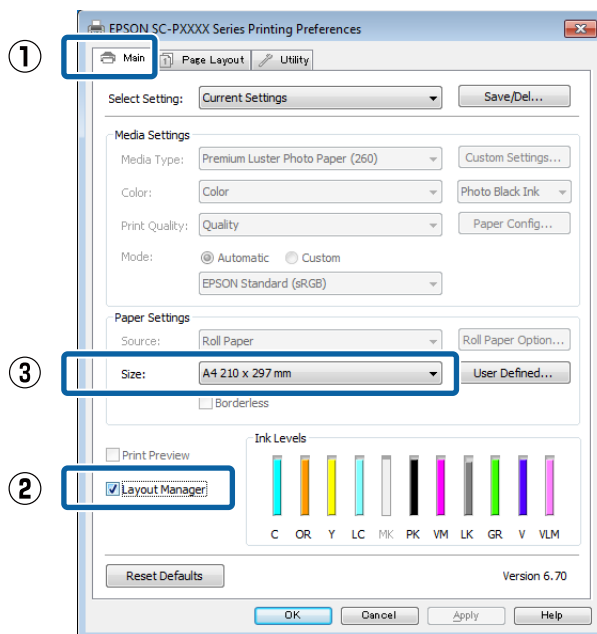 EPSON SC-PXXXX Series Printing Preferences
① Main Page Layout Utility
Select Setting: Current Settings Save/Del...
Media Settings
Media Type: Premium Luster Photo Paper (260) Custom Settings...
Color: Color Photo Black Ink
Print Quality: Quality Paper Config...
Mode: Automatic Custom
EPSON Standard (sRGB)
Paper Settings
Source: Roll Paper Roll Paper Option...
③ Size: A4 210 x 297 mm User Defined...
Borderless
Print Preview
Ink Levels
② Layout Manager
C OR Y LC MK PK VM LK GR V VLM
Reset Defaults Version 6.70
OK Cancel Apply Help